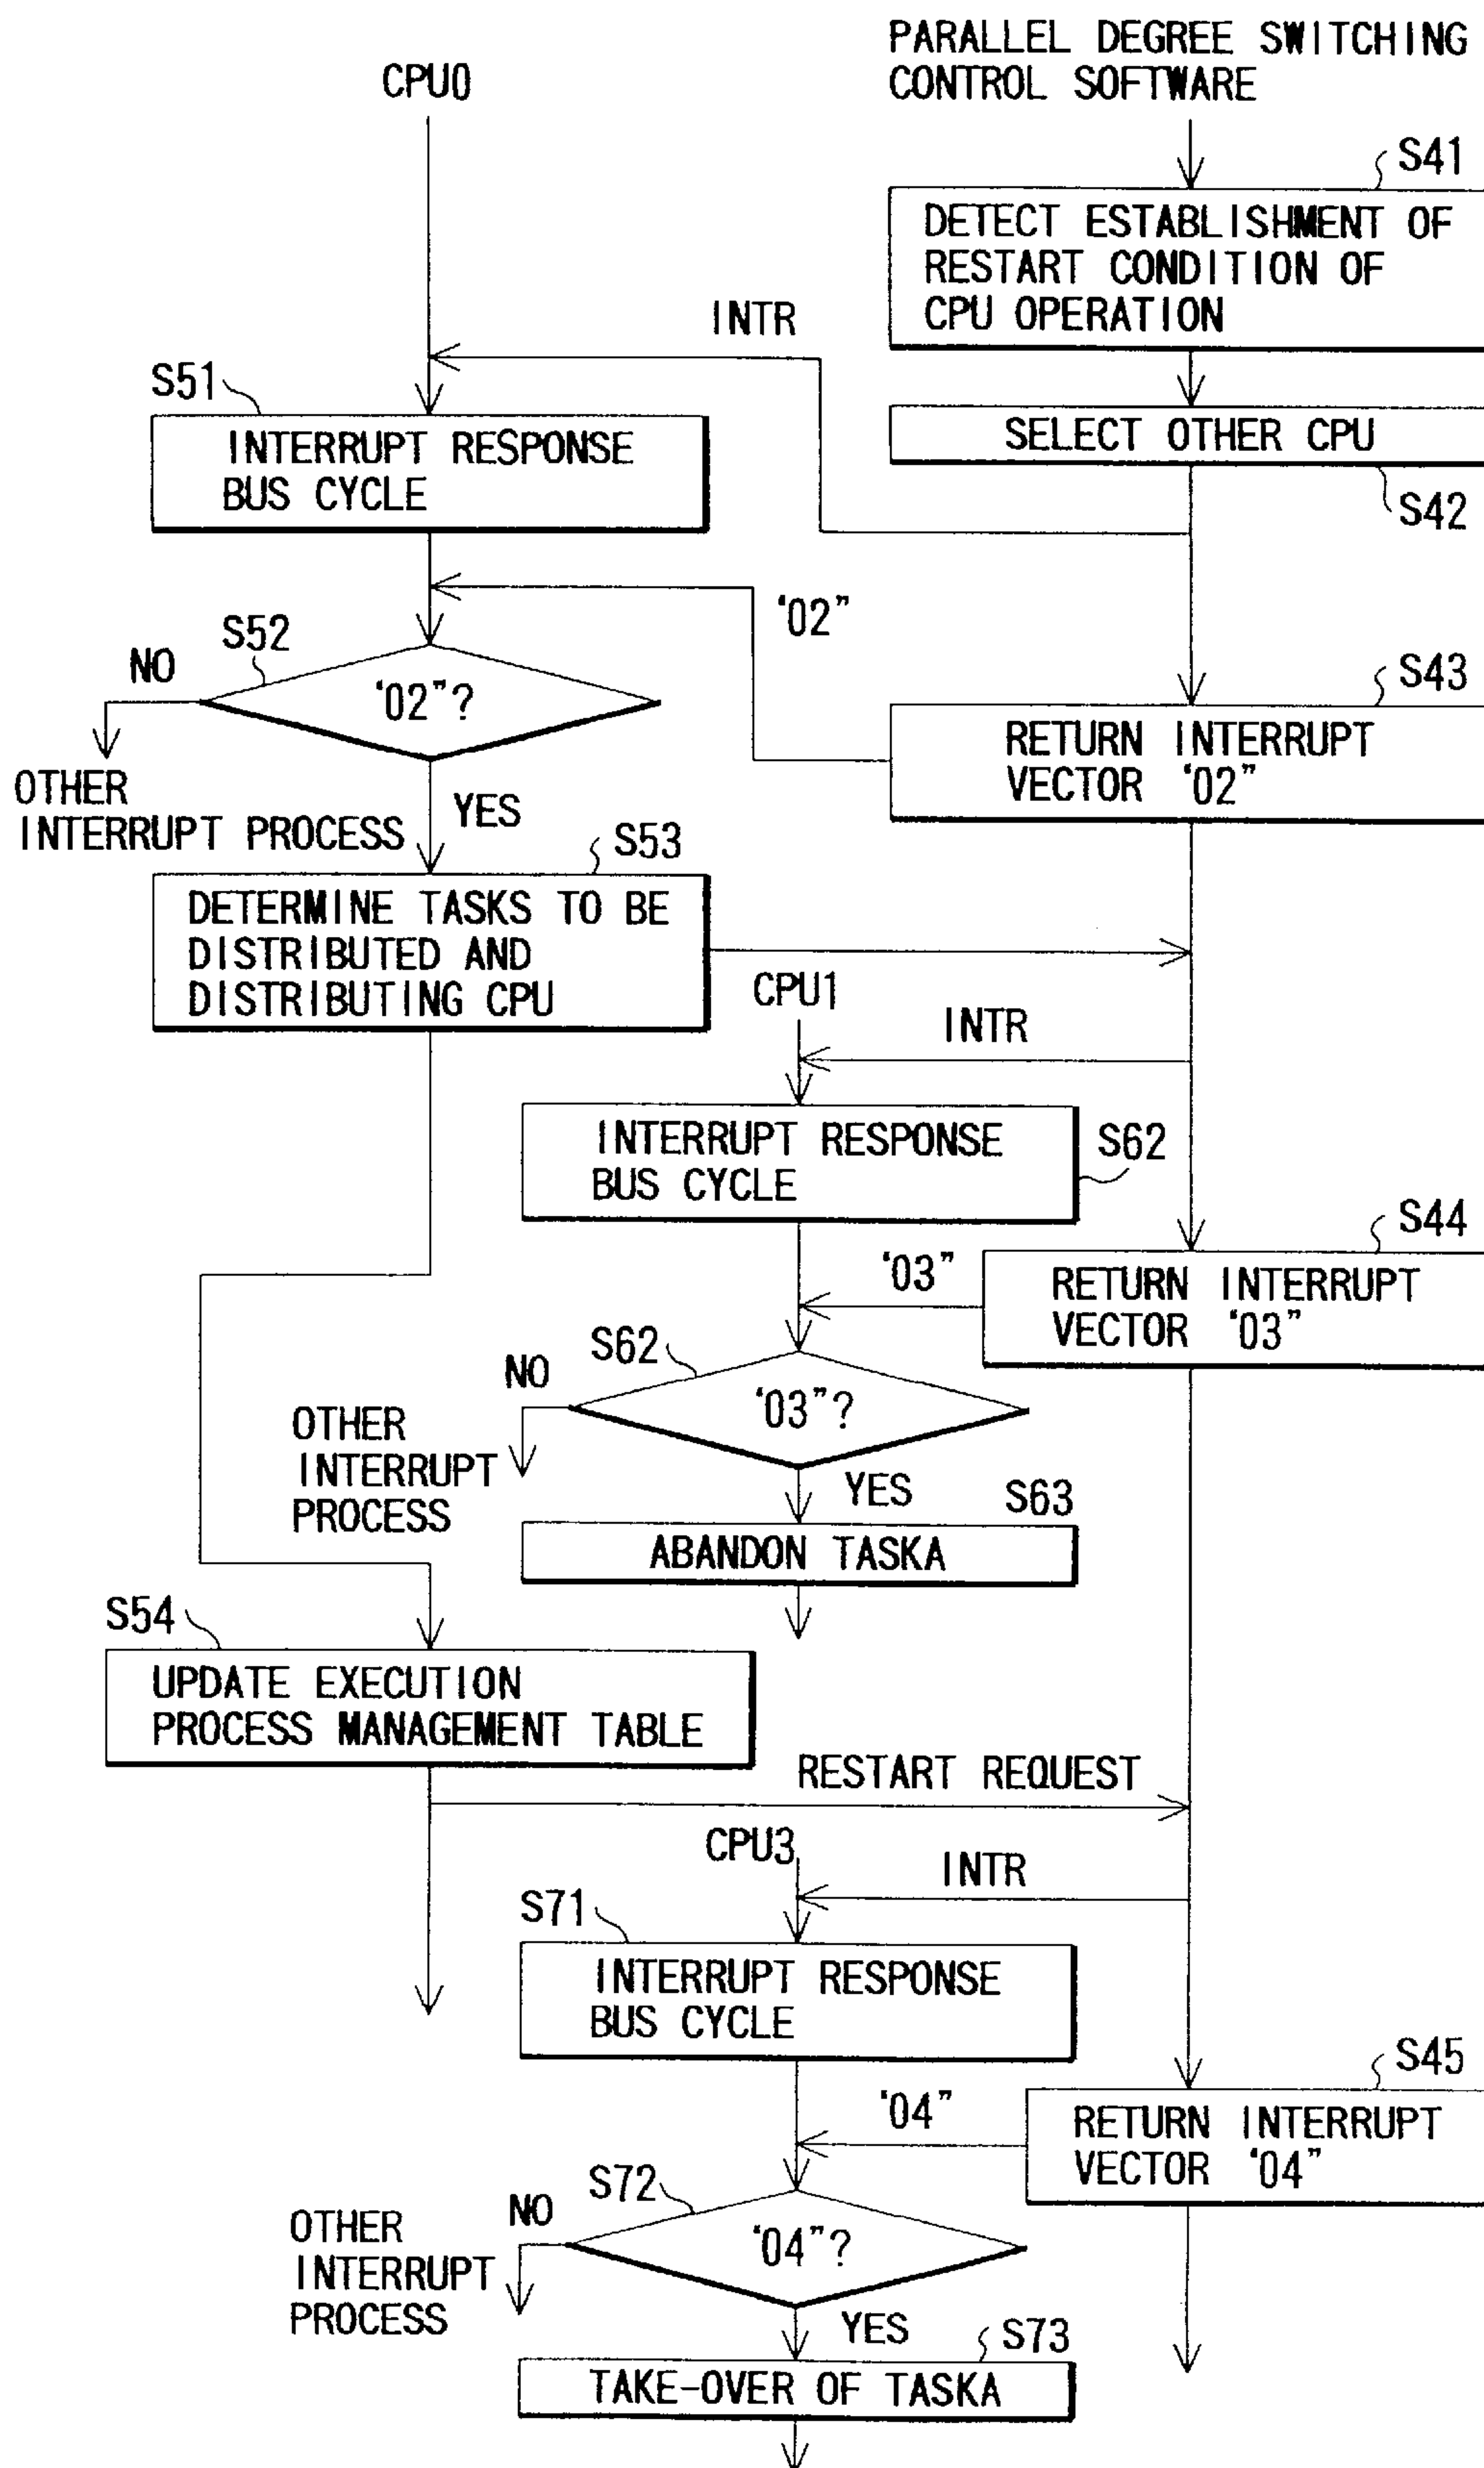 PARALLEL DEGREE SWITCHING
CONTROL SOFTWARE
CPU0
S41
DETECT ESTABLISHMENT OF
RESTART CONDITION OF
CPU OPERATION
INTR
S51
SELECT OTHER CPU
INTERRUPT RESPONSE
BUS CYCLE
S42
‘02”
S52
NO
‘02”?
S43
RETURN INTERRUPT
VECTOR ‘02”
OTHER
INTERRUPT PROCESS
YES
S53
DETERMINE TASKS TO BE
DISTRIBUTED AND
DISTRIBUTING CPU
CPU1
INTR
INTERRUPT RESPONSE
BUS CYCLE
S62
S44
‘03”
RETURN INTERRUPT
VECTOR ‘03”
S62
NO
‘03”?
OTHER
INTERRUPT
PROCESS
YES
S63
ABANDON TASKA
S54
UPDATE EXECUTION
PROCESS MANAGEMENT TABLE
RESTART REQUEST
CPU3
INTR
S71
INTERRUPT RESPONSE
BUS CYCLE
S45
‘04”
RETURN INTERRUPT
VECTOR ‘04”
S72
NO
‘04”?
OTHER
INTERRUPT
PROCESS
YES
S73
TAKE-OVER OF TASKA